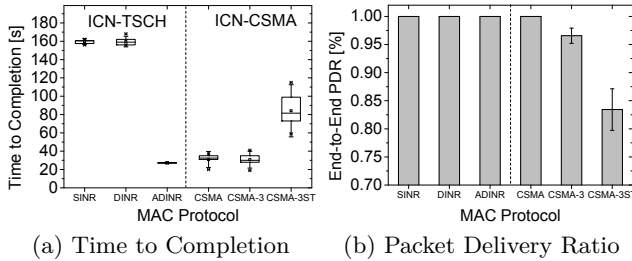 ICN-TSCH ICN-CSMA
Time to Completion [s]
180
160
140
120
100
80
60
40
20
0
SINR DINR ADINR CSMA CSMA-3 CSMA-3ST
MAC Protocol
(a) Time to Completion
End-to-End PDR [%]
1.00
0.95
0.90
0.85
0.80
0.75
0.70
SINR DINR ADINR CSMA CSMA-3 CSMA-3ST
MAC Protocol
(b) Packet Delivery Ratio